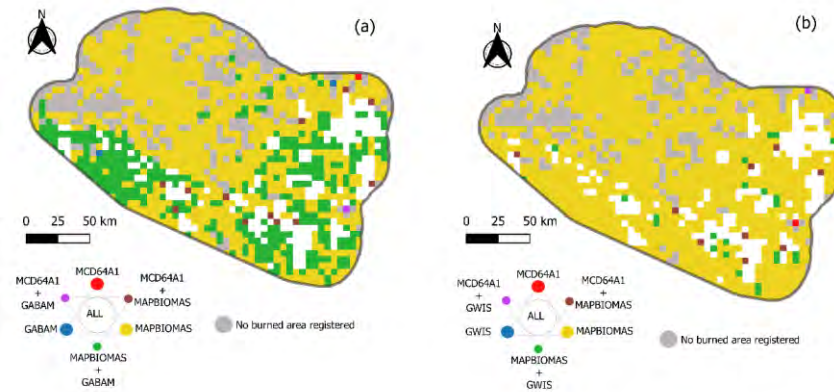 (a)
N
0 25 50 km
MCD64A1
MCD64A1
+
GABAM
MCD64A1
+
MAPBIOMAS
ALL
GABAM
MAPBIOMAS
MAPBIOMAS
+
GABAM
No burned area registered
(b)
N
0 25 50 km
MCD64A1
MCD64A1
+
GWIS
MCD64A1
+
MAPBIOMAS
ALL
GWIS
MAPBIOMAS
MAPBIOMAS
+
GWIS
No burned area registered